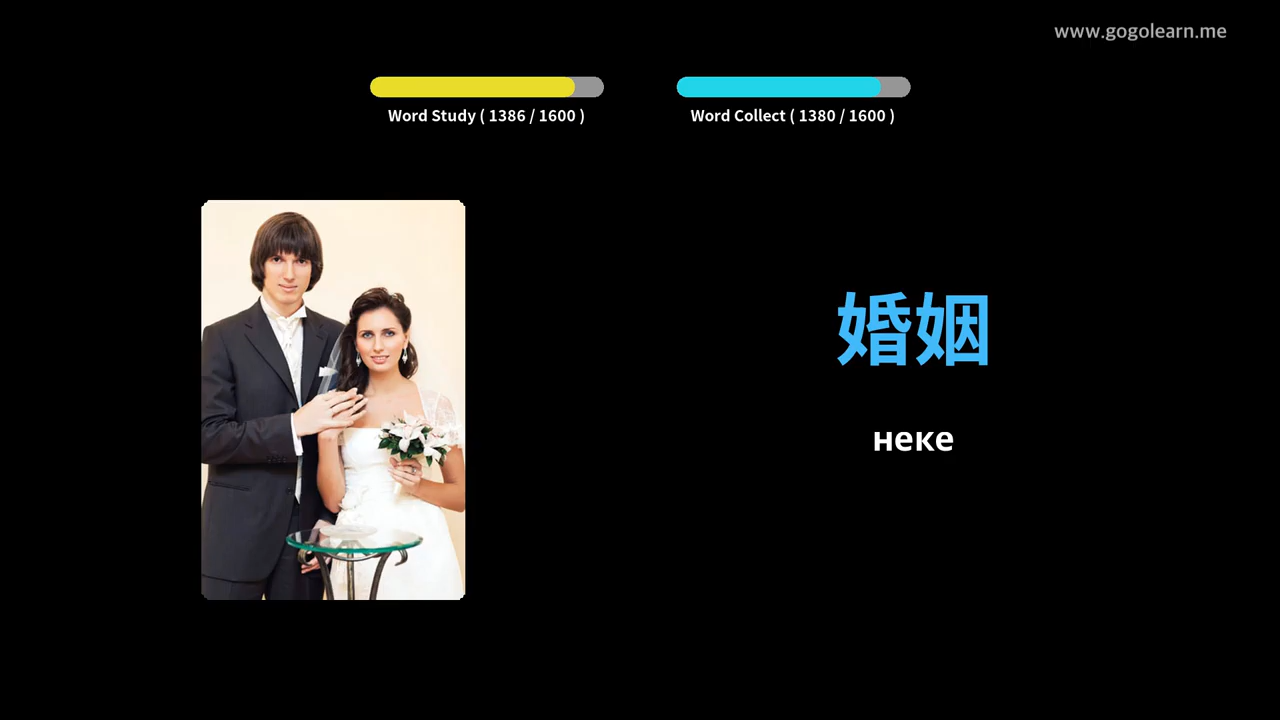 www.gogolearn.me
Word Study ( 1386 / 1600 )
Word Collect ( 1380 / 1600 )
婚姻
неке